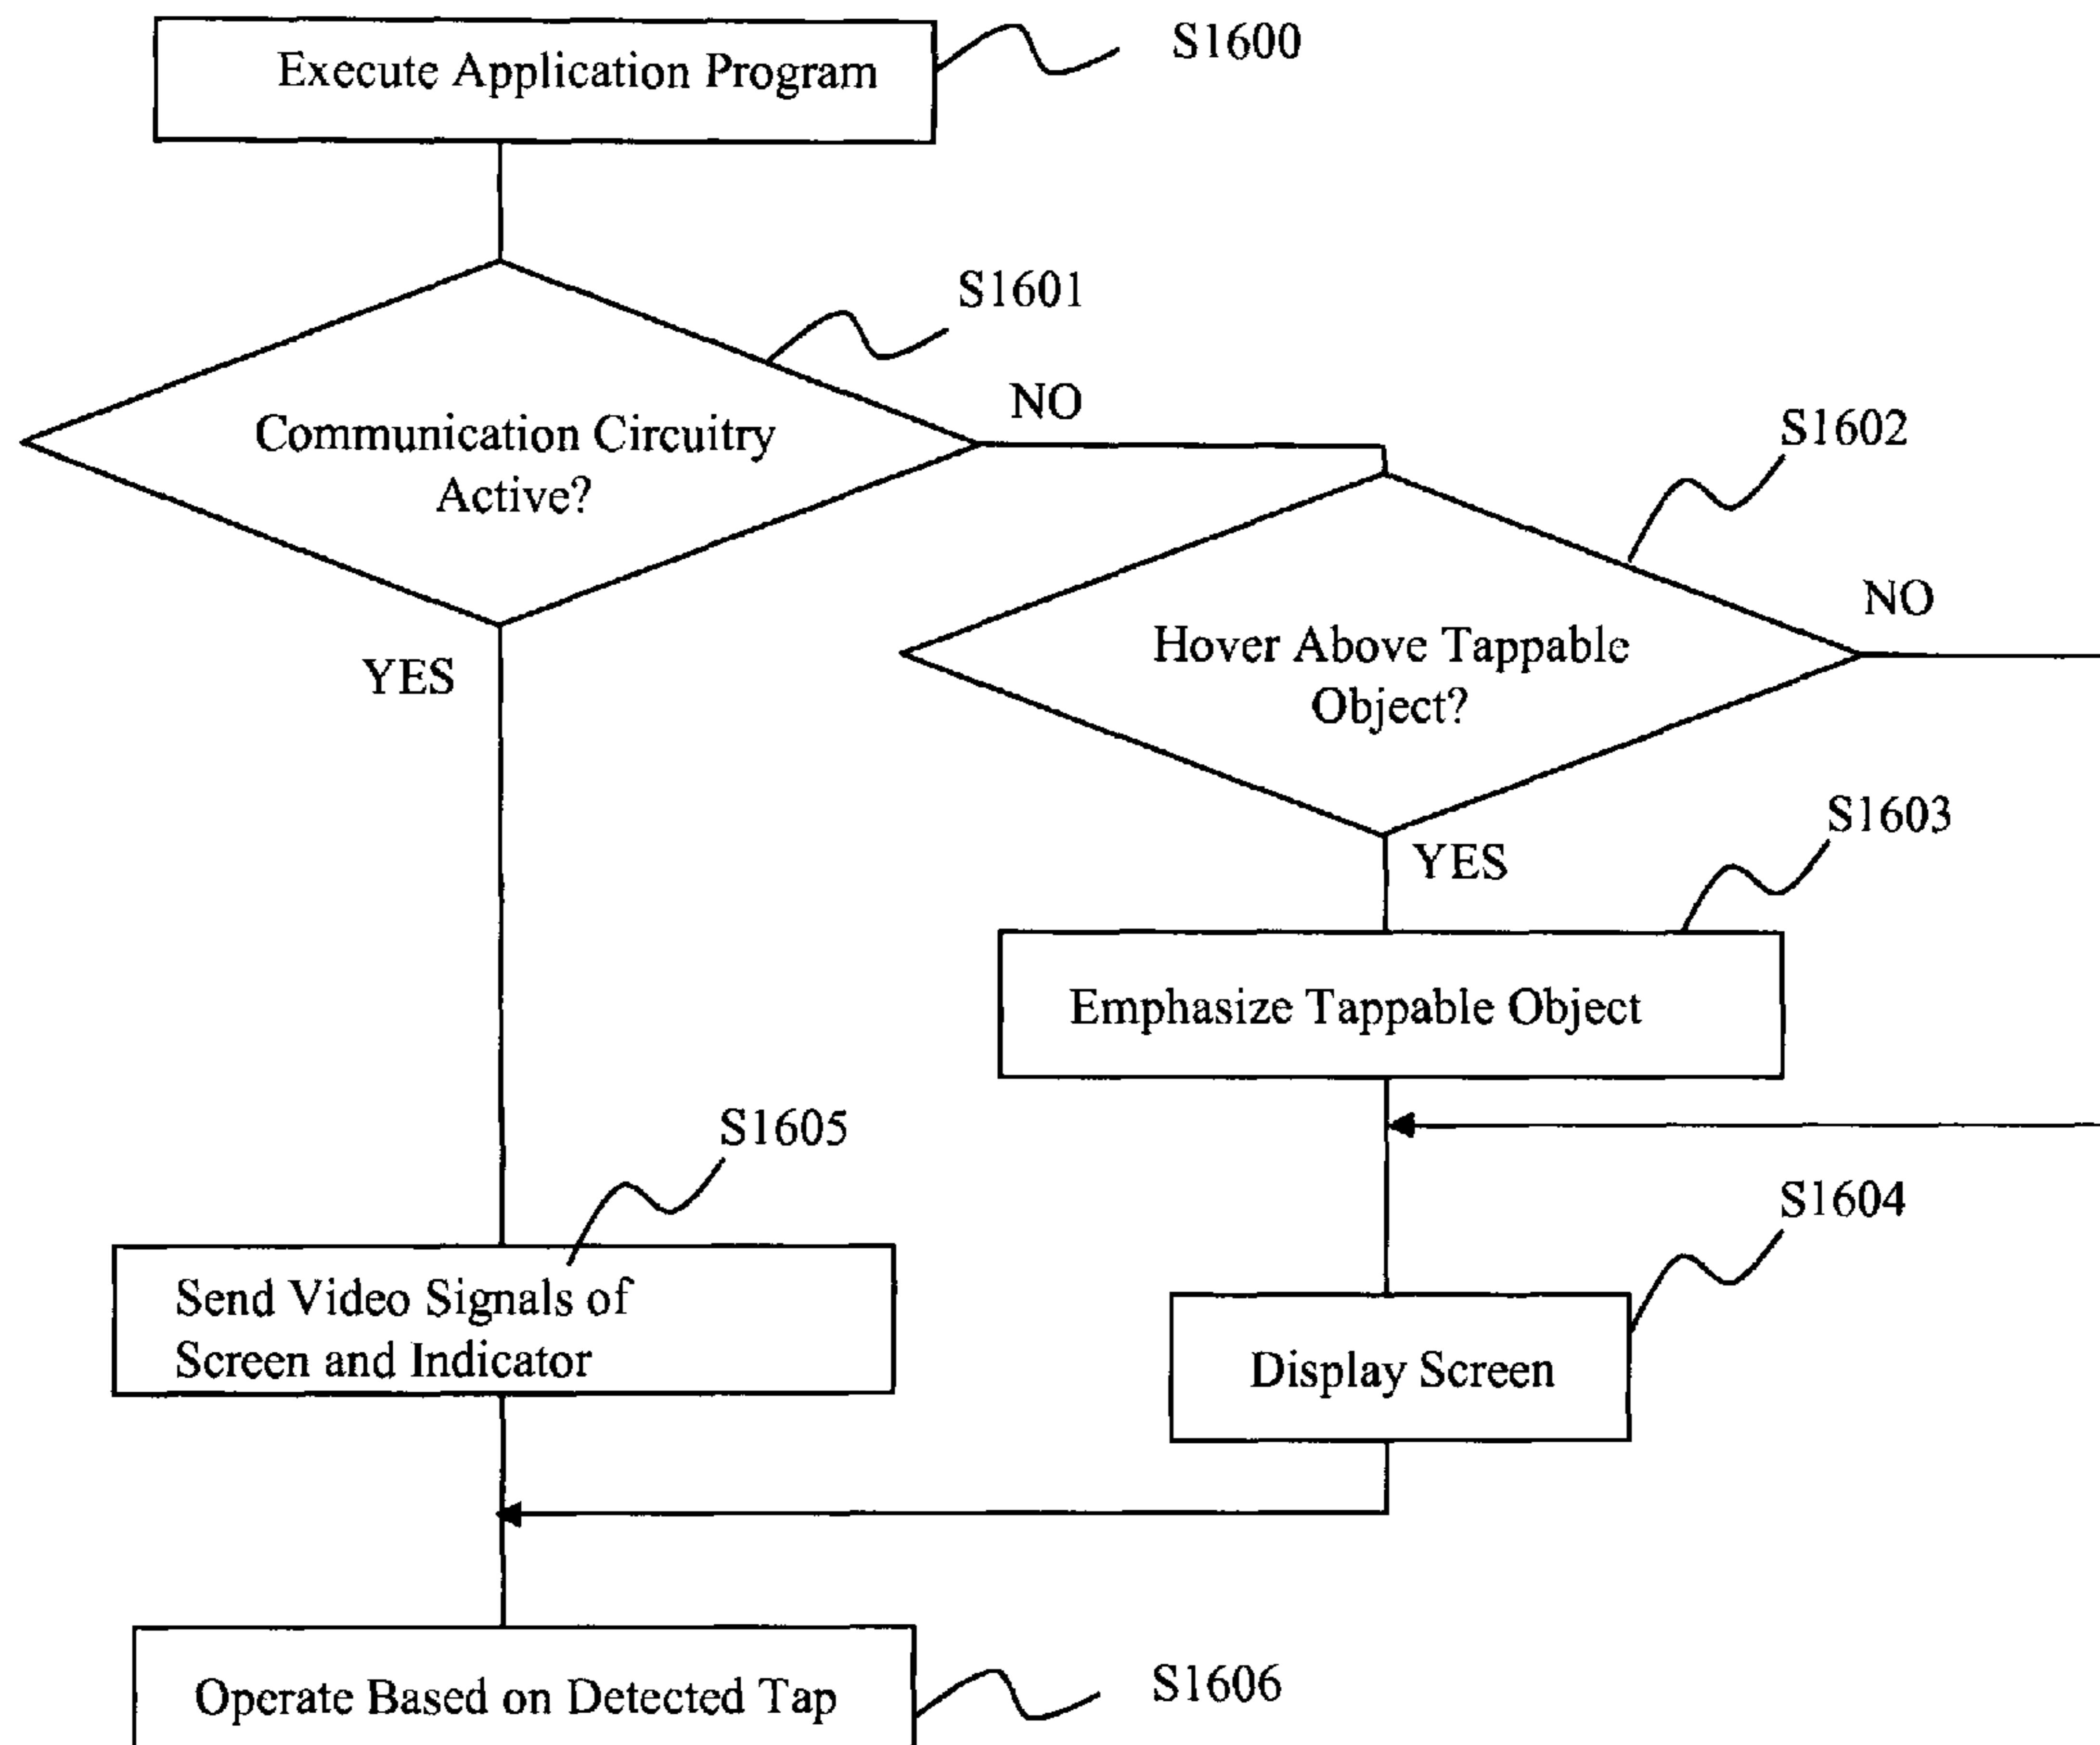 Execute Application Program
S1600
S1601
Communication Circuitry
Active?
NO
YES
S1602
Hover Above Tappable
Object?
NO
YES
S1603
Emphasize Tappable Object
S1605
Send Video Signals of
Screen and Indicator
S1604
Display Screen
Operate Based on Detected Tap
S1606